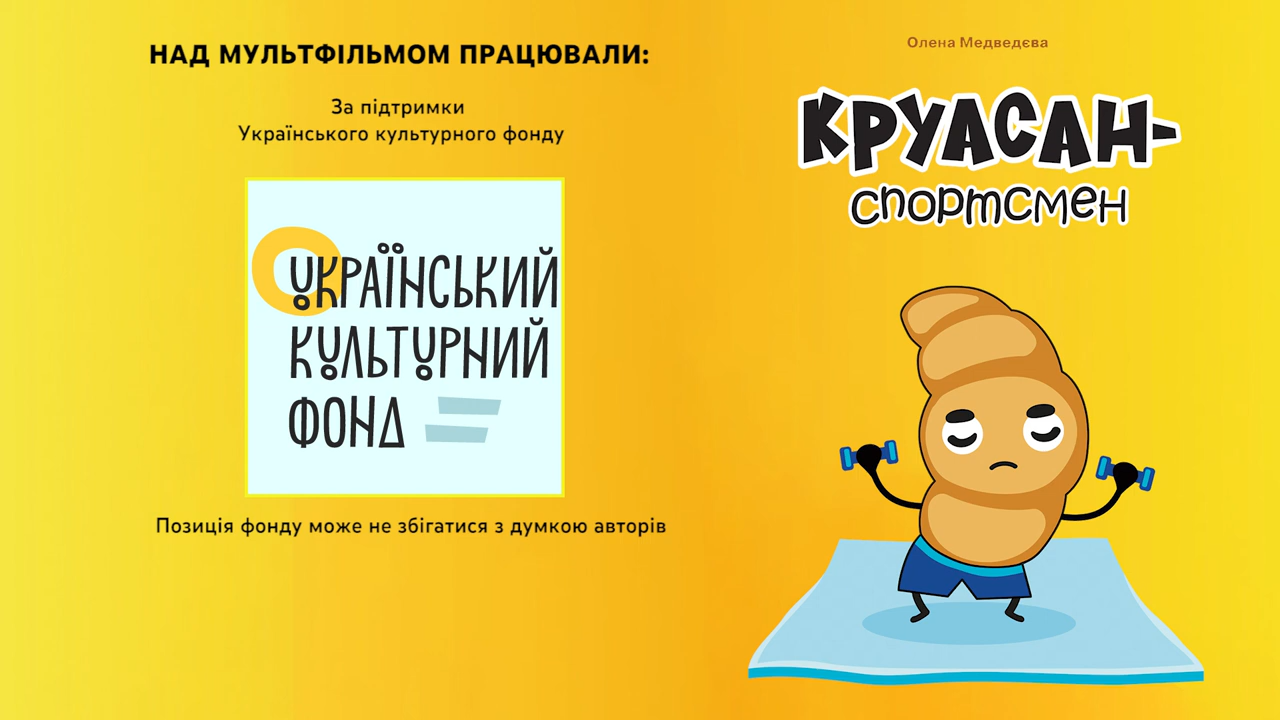 НАД МУЛЬТФІЛЬМОМ ПРАЦЮВАЛИ:
За підтримки
Українського культурного фонду
УКРАЇНСЬКИЙ
КУЛЬТУРНИЙ
ФОНД
Позиція фонду може не збігатися з думкою авторів
Олена Медведєва
КРУАСАН-
спортсмен